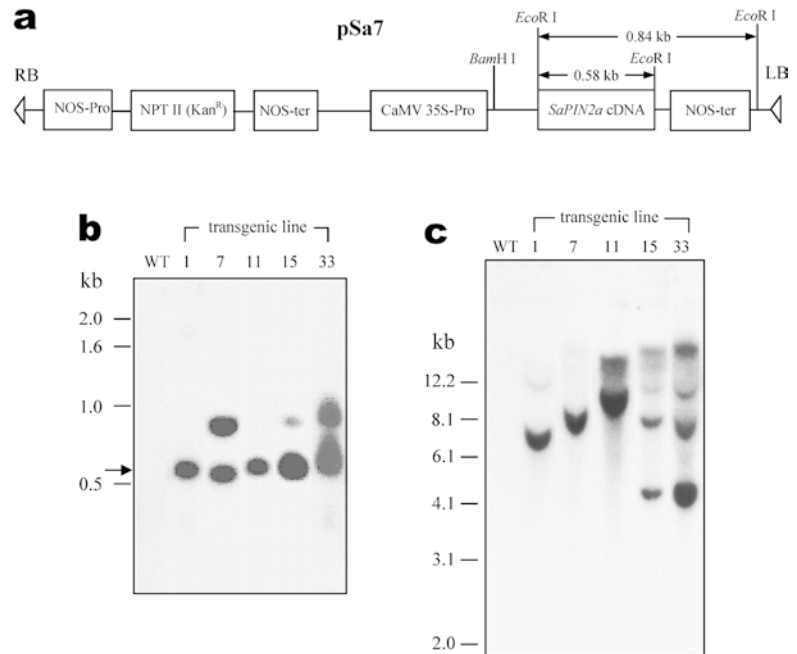 a
pSa7
EcoR I
EcoR I
0.84 kb
BamH I
EcoR I
0.58 kb
RB
LB
NOS-Pro
NPT II (Kan^R)
NOS-ter
CaMV 35S-Pro
SaPIN2a cDNA
NOS-ter
b
transgenic line
WT 1 7 11 15 33
kb
2.0
1.6
1.0
0.5
c
transgenic line
WT 1 7 11 15 33
kb
12.2
8.1
6.1
4.1
3.1
2.0